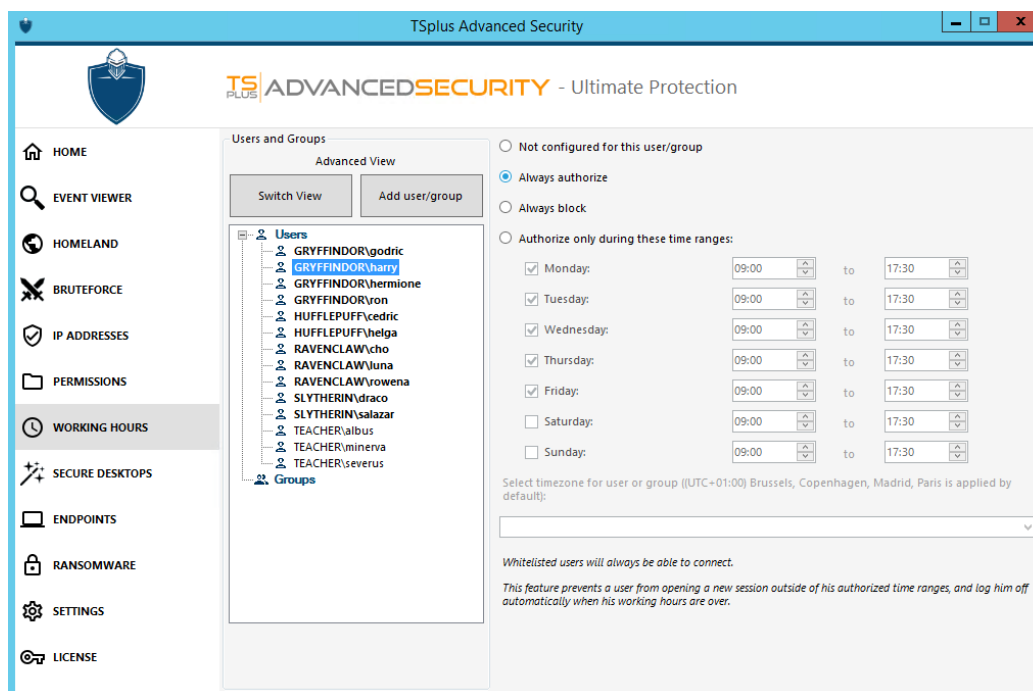 TSplus Advanced Security
TS PLUS ADVANCEDSECURITY - Ultimate Protection
HOME
EVENT VIEWER
HOMELAND
BRUTEFORCE
IP ADDRESSES
PERMISSIONS
WORKING HOURS
SECURE DESKTOPS
ENDPOINTS
RANSOMWARE
SETTINGS
LICENSE
Users and Groups
Advanced View
Switch View Add user/group
Users
GRYFFINDOR\godric
GRYFFINDOR\harry
GRYFFINDOR\hermione
GRYFFINDOR\ron
HUFFLEPUFF\cedric
HUFFLEPUFF\helga
RAVENCLAW\cho
RAVENCLAW\luna
RAVENCLAW\rowena
SLYTHERIN\draco
SLYTHERIN\salazar
TEACHER\albus
TEACHER\minerva
TEACHER\severus
Groups
Not configured for this user/group
Always authorize
Always block
Authorize only during these time ranges:
Monday: 09:00 to 17:30
Tuesday: 09:00 to 17:30
Wednesday: 09:00 to 17:30
Thursday: 09:00 to 17:30
Friday: 09:00 to 17:30
Saturday: 09:00 to 17:30
Sunday: 09:00 to 17:30
Select timezone for user or group ((UTC+01:00) Brussels, Copenhagen, Madrid, Paris is applied by
default):
Whitelisted users will always be able to connect.
This feature prevents a user from opening a new session outside of his authorized time ranges, and log him off
automatically when his working hours are over.